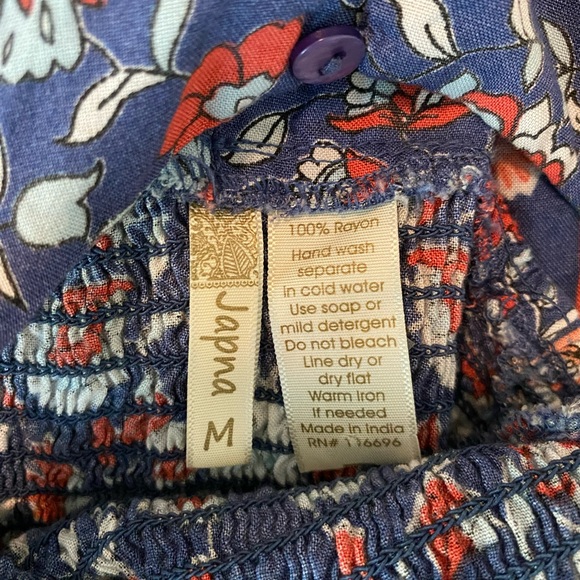 Japna
M
100% Rayon
Hand wash
separate
in cold water
Use soap or
mild detergent
Do not bleach
Line dry or
dry flat
Warm iron
If needed
Made in India
RN# 116696